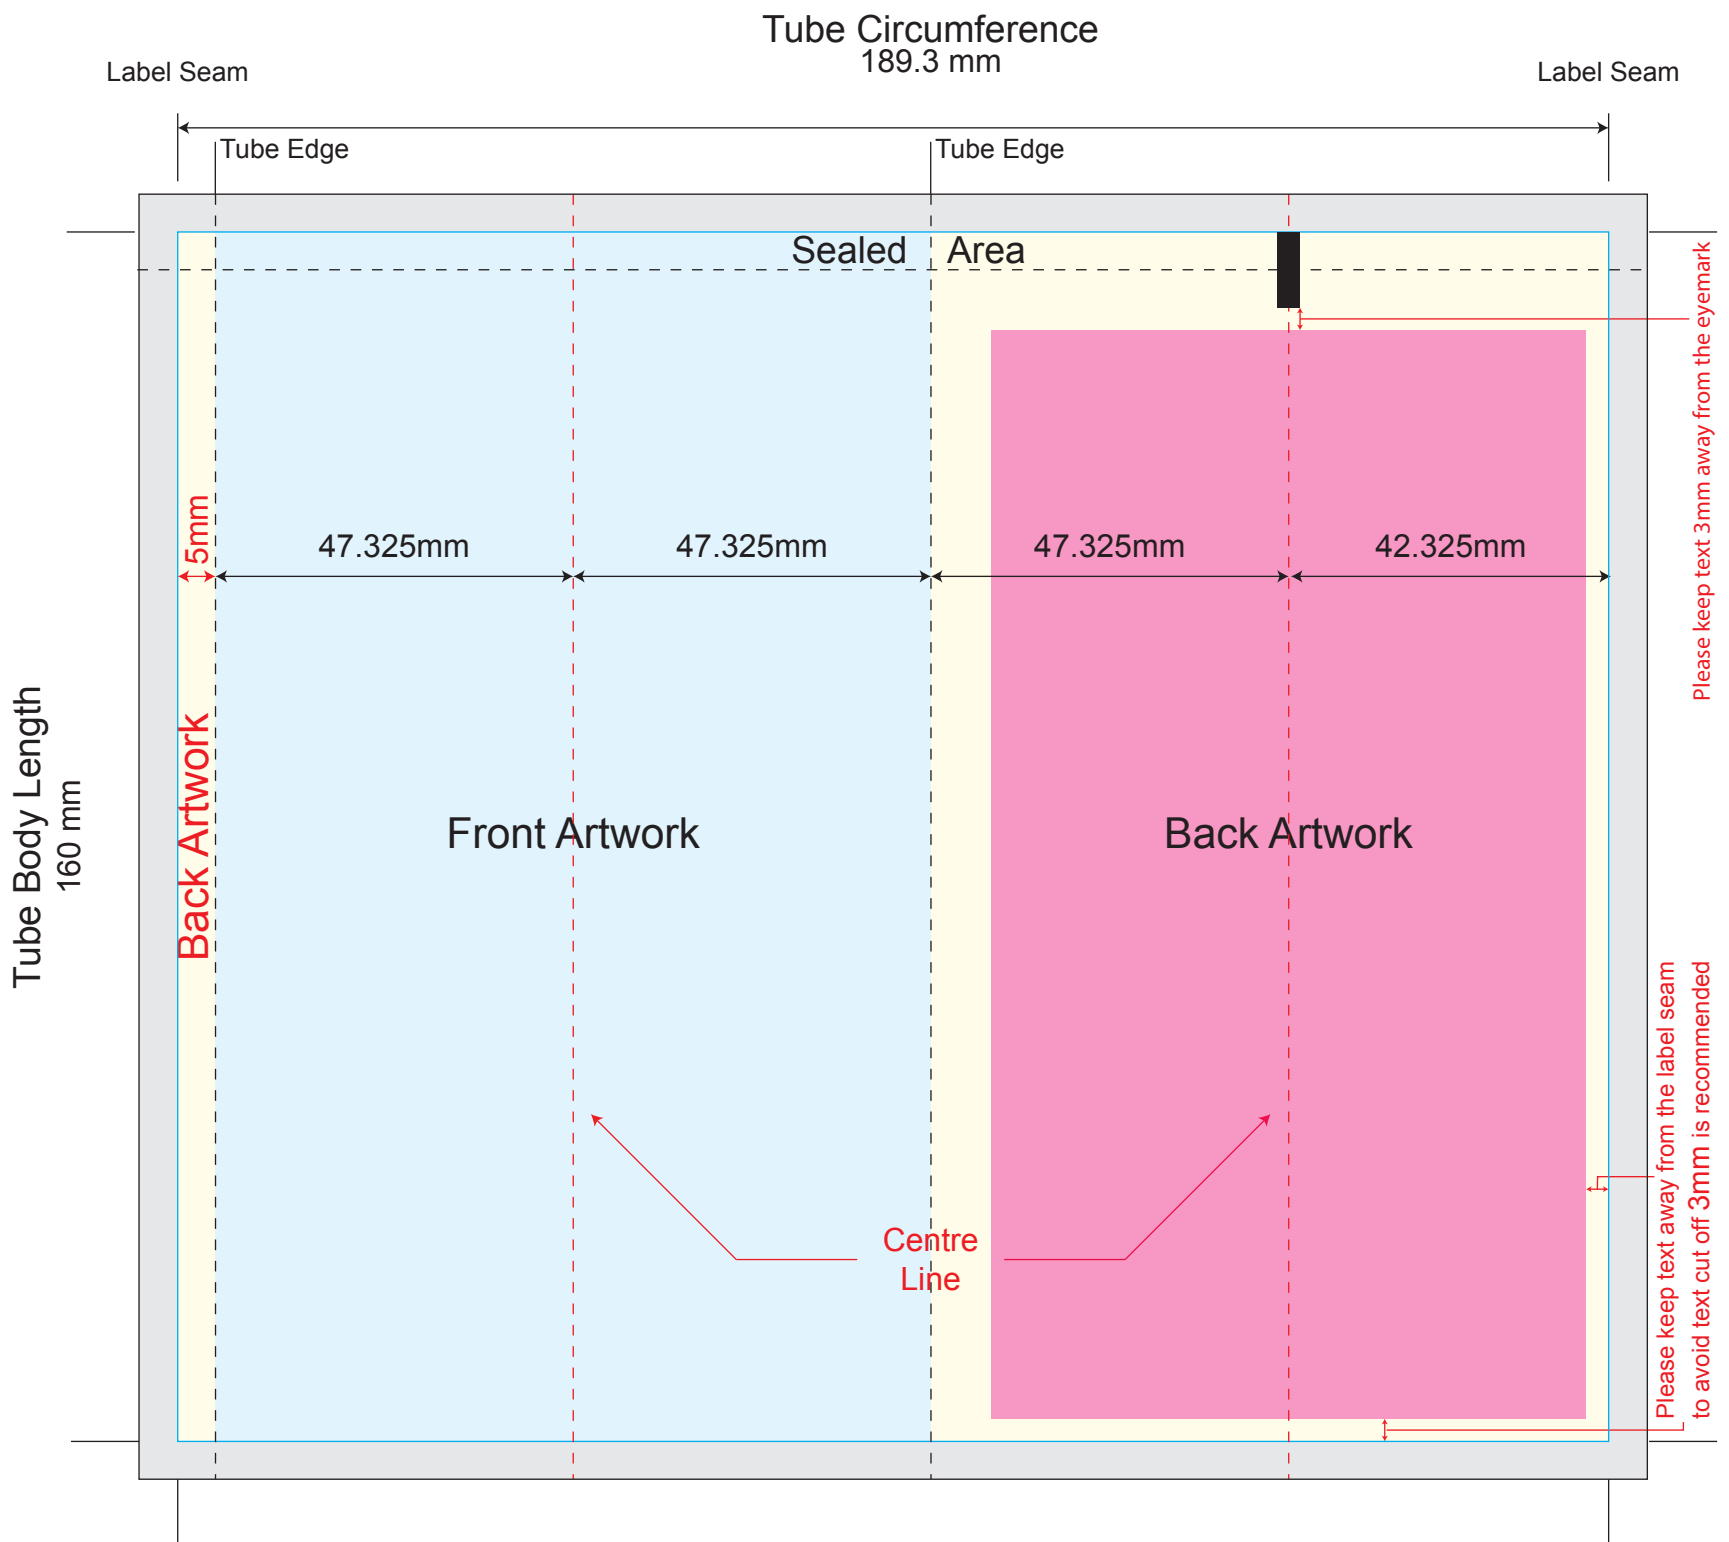 Tube Circumference
189.3 mm
Label Seam
Label Seam
Tube Edge
Tube Edge
Sealed Area
Please keep text 3mm away from the eyemark
5mm
47.325mm
47.325mm
47.325mm
42.325mm
Tube Body Length
160 mm
Back Artwork
Front Artwork
Back Artwork
Centre
Line
Please keep text away from the label seam
to avoid text cut off 3mm is recommended